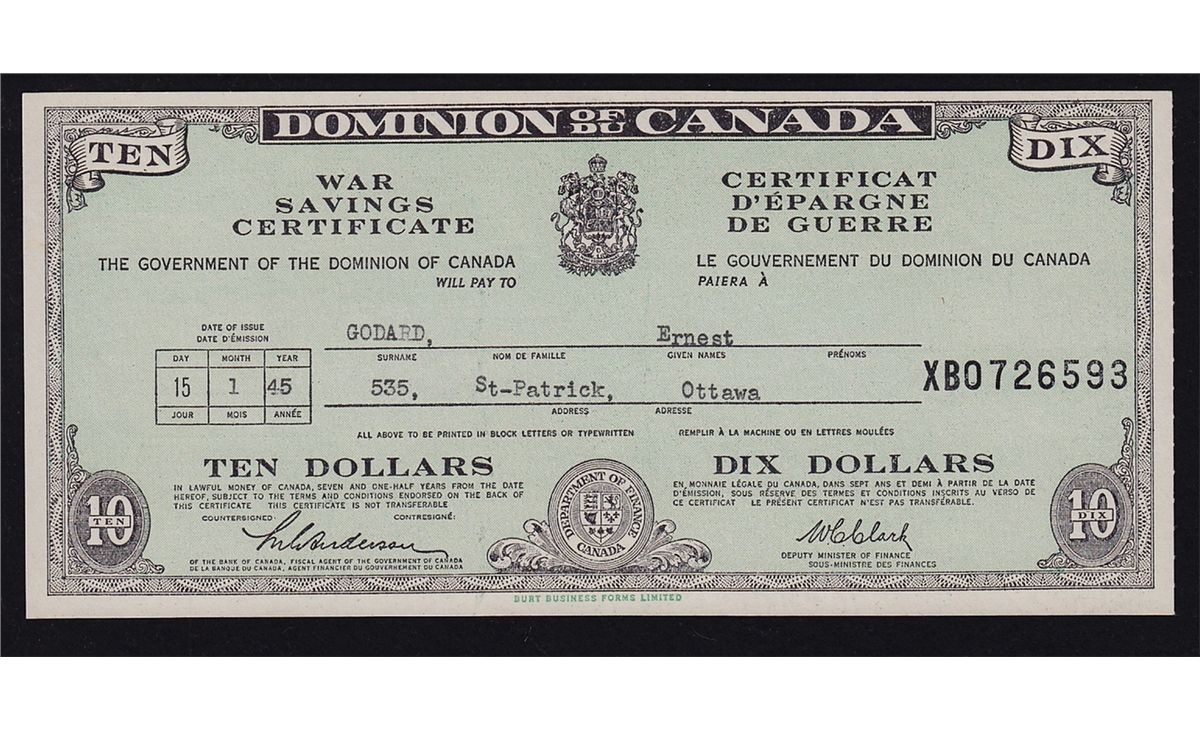 DOMINION OF DU CANADA
TEN
DIX
WAR
SAVINGS
CERTIFICATE
CERTIFICAT
D'ÉPARGNE
DE GUERRE
THE GOVERNMENT OF THE DOMINION OF CANADA
WILL PAY TO
LE GOUVERNEMENT DU DOMINION DU CANADA
PAIERA À
DATE OF ISSUE
DATE D'ÉMISSION
GODARD, Ernest
SURNAME NOM DE FAMILLE GIVEN NAMES PRÉNOMS
DAY MONTH YEAR
15 1 45
JOUR MOIS ANNÉE
535, St-Patrick, Ottawa
ADDRESS ADRESSE
XB0726593
ALL ABOVE TO BE PRINTED IN BLOCK LETTERS OR TYPEWRITTEN
REMPLIR À LA MACHINE OU EN LETTRES MOULÉES
TEN DOLLARS
IN LAWFUL MONEY OF CANADA, SEVEN AND ONE-HALF YEARS FROM THE DATE
HEREOF, SUBJECT TO THE TERMS AND CONDITIONS ENDORSED ON THE BACK OF
THIS CERTIFICATE THIS CERTIFICATE IS NOT TRANSFERABLE
DIX DOLLARS
EN MONNAIE LÉGALE DU CANADA, DANS SEPT ANS ET DEMI À PARTIR DE LA DATE
D'ÉMISSION, SOUS RÉSERVE DES TERMES ET CONDITIONS INSCRITS AU VERSO DE
CE CERTIFICAT LE PRÉSENT CERTIFICAT N'EST PAS TRANSFÉRABLE.
COUNTERSIGNED: CONTRESIGNÉ:
OF THE BANK OF CANADA, FISCAL AGENT OF THE GOVERNMENT OF CANADA
DE LA BANQUE DU CANADA, AGENT FINANCIER DU GOUVERNEMENT DU CANADA
DEPARTMENT OF FINANCE
CANADA
WCClark
DEPUTY MINISTER OF FINANCE
SOUS-MINISTRE DES FINANCES
10
TEN
10
DIX
BURT BUSINESS FORMS LIMITED